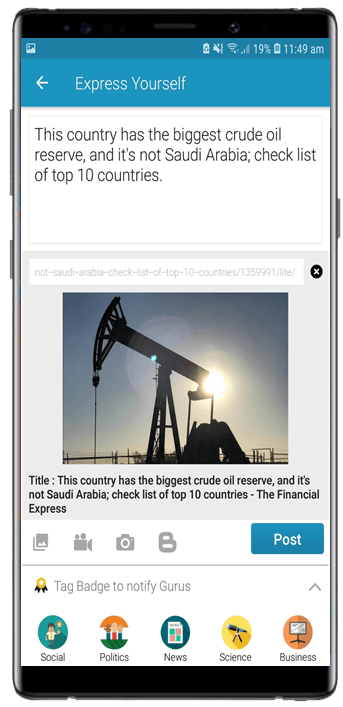 19% 11:49 am
Express Yourself
This country has the biggest crude oil
reserve, and it's not Saudi Arabia; check list
of top 10 countries.
not-saudi-arabia-check-list-of-top-10-countries/1359991/lite/
Title : This country has the biggest crude oil reserve, and it's
not Saudi Arabia; check list of top 10 countries - The Financial
Express
Post
Tag Badge to notify Gurus
Social Politics News Science Business